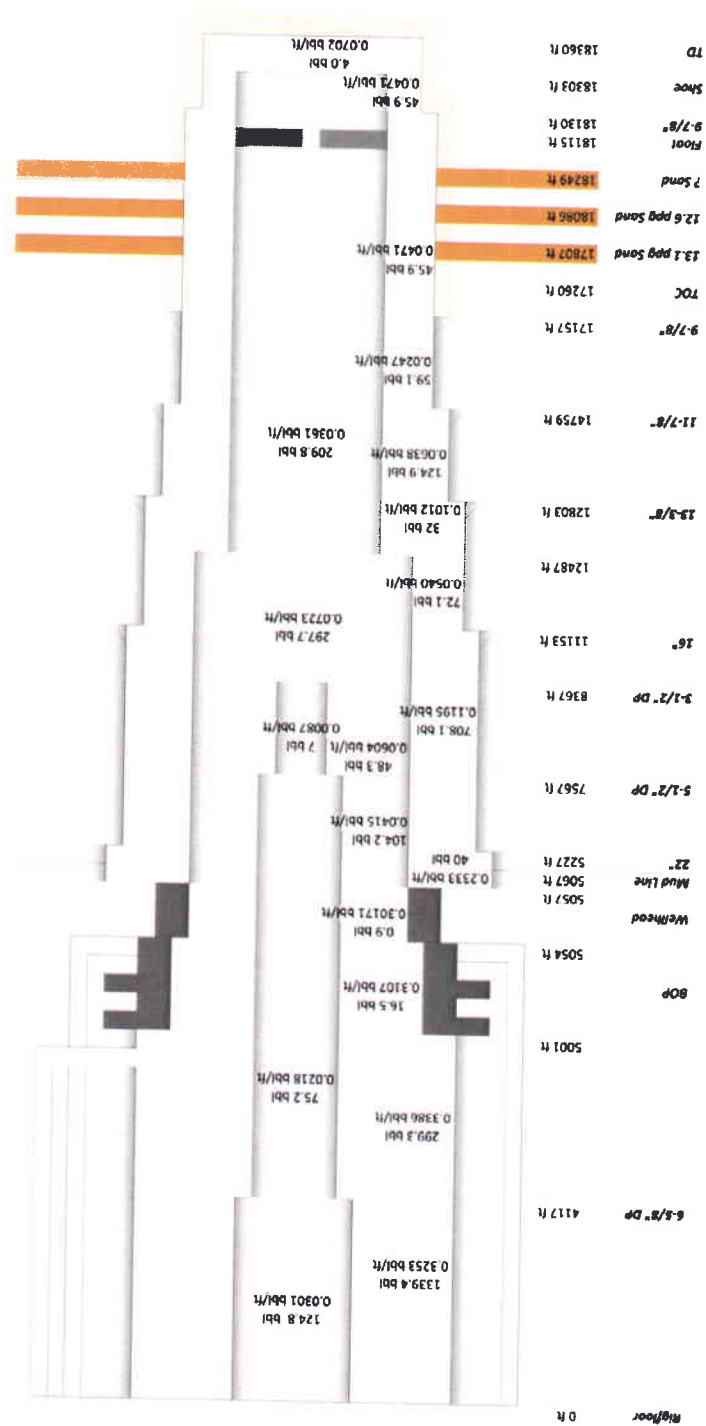 Rigfloor 0 ft
124.8 bbl
0.0301 bbl/ft
1339.4 bbl
0.3253 bbl/ft
6-5/8" DP 4117 ft
299.3 bbl
0.3386 bbl/ft
75.2 bbl
0.0218 bbl/ft
5001 ft
BOP
16.5 bbl
0.3107 bbl/ft
5054 ft
Wellhead
0.9 bbl
0.30171 bbl/ft
5057 ft
Mud Line 5067 ft
0.2333 bbl/ft
40 bbl
22" 5227 ft
104.2 bbl
0.0415 bbl/ft
5-1/2" DP 7567 ft
48.3 bbl
0.0604 bbl/ft
7 bbl
0.0087 bbl/ft
708.1 bbl
0.1195 bbl/ft
3-1/2" DP 8367 ft
16" 11153 ft
297.7 bbl
0.0723 bbl/ft
72.1 bbl
0.0540 bbl/ft
12487 ft
32 bbl
0.1012 bbl/ft
13-3/8" 12803 ft
124.9 bbl
0.0638 bbl/ft
209.8 bbl
0.0361 bbl/ft
11-7/8" 14759 ft
59.1 bbl
0.0247 bbl/ft
9-7/8" 17157 ft
TOC 17260 ft
45.9 bbl
0.0471 bbl/ft
13.1 ppg Sand 17807 ft
12.6 ppg Sand 18086 ft
? Sand 18249 ft
Float 18115 ft
9-7/8" 18130 ft
45.9 bbl
0.0471 bbl/ft
Shoe 18303 ft
4.0 bbl
0.0702 bbl/ft
TD 18360 ft